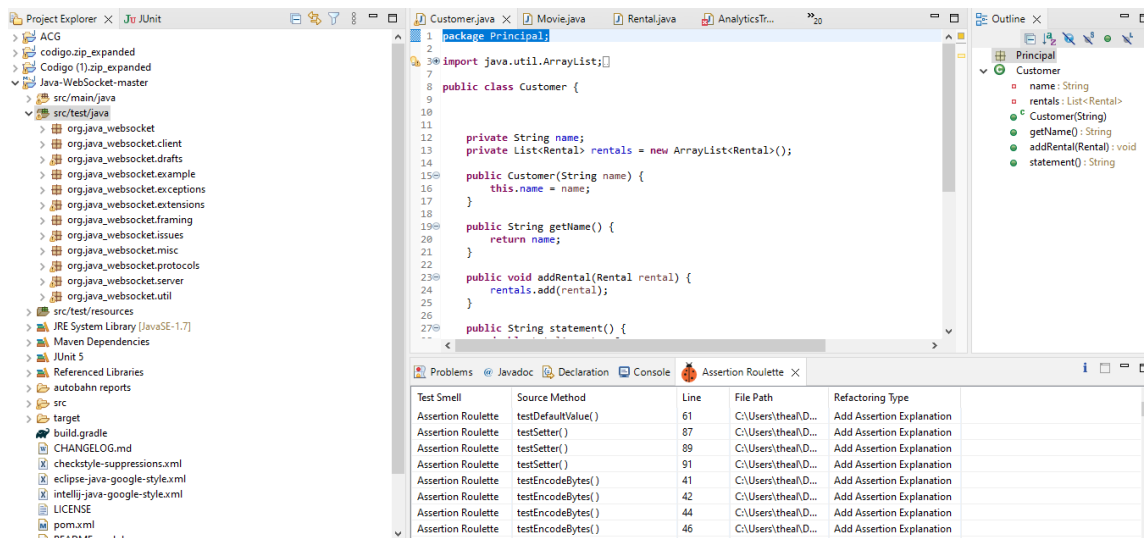 Project Explorer × JU JUnit
ACG
codigo.zip_expanded
Codigo (1).zip_expanded
Java-WebSocket-master
src/main/java
src/test/java
org.java_websocket
org.java_websocket.client
org.java_websocket.drafts
org.java_websocket.example
org.java_websocket.exceptions
org.java_websocket.extensions
org.java_websocket.framing
org.java_websocket.issues
org.java_websocket.misc
org.java_websocket.protocols
org.java_websocket.server
org.java_websocket.util
src/test/resources
JRE System Library [JavaSE-1.7]
Maven Dependencies
JUnit 5
Referenced Libraries
autobahn reports
src
target
build.gradle
CHANGELOG.md
checkstyle-suppressions.xml
eclipse-java-google-style.xml
intellij-java-google-style.xml
LICENSE
pom.xml
Customer.java × Movie.java Rental.java AnalyticsTr... »20
1 package Principal;
2
3 import java.util.ArrayList;
7
8 public class Customer {
9
10
11
12 private String name;
13 private List<Rental> rentals = new ArrayList<Rental>();
14
15 public Customer(String name) {
16 this.name = name;
17 }
18
19 public String getName() {
20 return name;
21 }
22
23 public void addRental(Rental rental) {
24 rentals.add(rental);
25 }
26
27 public String statement() {
Outline ×
Principal
Customer
name : String
rentals : List<Rental>
Customer(String)
getName() : String
addRental(Rental) : void
statement() : String
Problems @ Javadoc Declaration Console Assertion Roulette ×
Test Smell Source Method Line File Path Refactoring Type
Assertion Roulette testDefaultValue( ) 61 C:\Users\theal\D... Add Assertion Explanation
Assertion Roulette testSetter( ) 87 C:\Users\theal\D... Add Assertion Explanation
Assertion Roulette testSetter( ) 89 C:\Users\theal\D... Add Assertion Explanation
Assertion Roulette testSetter( ) 91 C:\Users\theal\D... Add Assertion Explanation
Assertion Roulette testEncodeBytes( ) 41 C:\Users\theal\D... Add Assertion Explanation
Assertion Roulette testEncodeBytes( ) 42 C:\Users\theal\D... Add Assertion Explanation
Assertion Roulette testEncodeBytes( ) 44 C:\Users\theal\D... Add Assertion Explanation
Assertion Roulette testEncodeBytes( ) 46 C:\Users\theal\D... Add Assertion Explanation